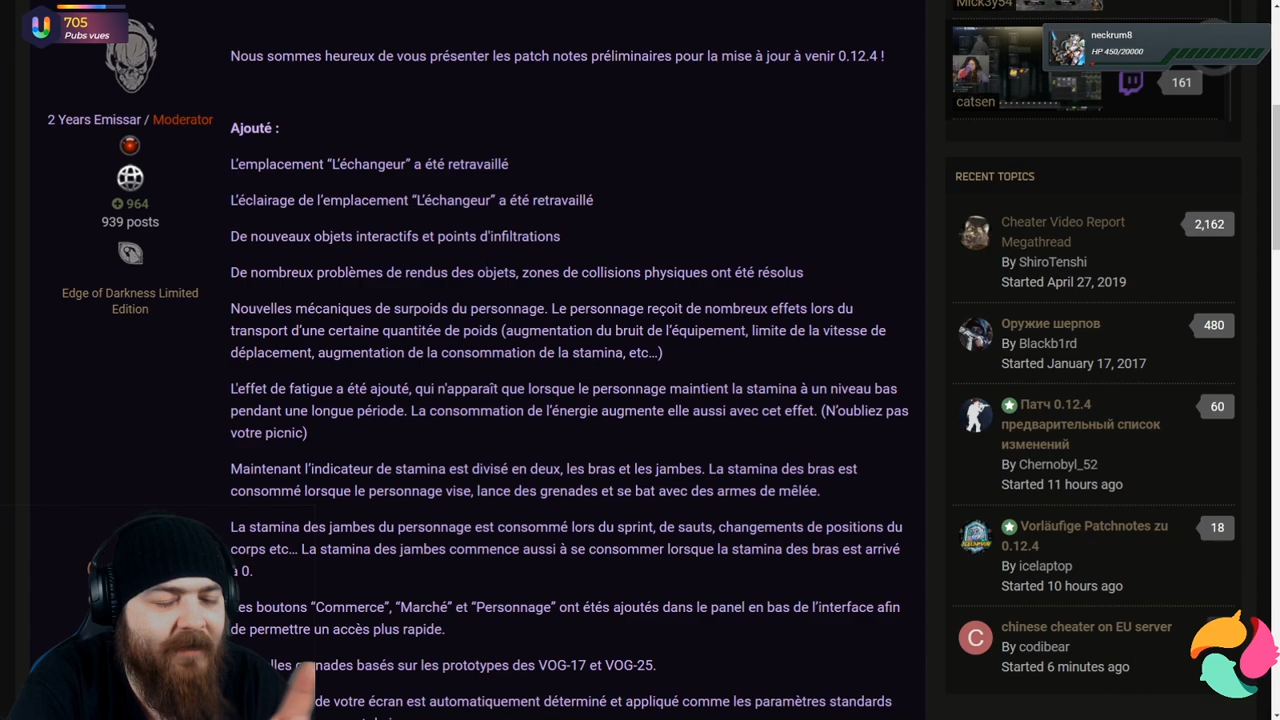 705
Pubs vues
2 Years Emissar / Moderator
964
939 posts
Edge of Darkness Limited
Edition
Nous sommes heureux de vous présenter les patch notes préliminaires pour la mise à jour à venir 0.12.4 !
Ajouté :
L’emplacement “L’échangeur” a été retravaillé
L’éclairage de l’emplacement “L’échangeur” a été retravaillé
De nouveaux objets interactifs et points d'infiltrations
De nombreux problèmes de rendus des objets, zones de collisions physiques ont été résolus
Nouvelles mécaniques de surpoids du personnage. Le personnage reçoit de nombreux effets lors du
transport d’une certaine quantitée de poids (augmentation du bruit de l’équipement, limite de la vitesse de
déplacement, augmentation de la consommation de la stamina, etc…)
L'effet de fatigue a été ajouté, qui n'apparaît que lorsque le personnage maintient la stamina à un niveau bas
pendant une longue période. La consommation de l’énergie augmente elle aussi avec cet effet. (N’oubliez pas
votre picnic)
Maintenant l’indicateur de stamina est divisé en deux, les bras et les jambes. La stamina des bras est
consommé lorsque le personnage vise, lance des grenades et se bat avec des armes de mêlée.
La stamina des jambes du personnage est consommé lors du sprint, de sauts, changements de positions du
corps etc… La stamina des jambes commence aussi à se consommer lorsque la stamina des bras est arrivé
à 0.
es boutons “Commerce”, “Marché” et “Personnage” ont étés ajoutés dans le panel en bas de l’interface afin
de permettre un accès plus rapide.
elles grenades basés sur les prototypes des VOG-17 et VOG-25.
de votre écran est automatiquement déterminé et appliqué comme les paramètres standards
Mick3y54
neckrum8
HP 450/20000
161
catsen
RECENT TOPICS
Cheater Video Report
Megathread
2,162
By ShiroTenshi
Started April 27, 2019
Оружие шерпов
480
By Blackb1rd
Started January 17, 2017
Патч 0.12.4
предварительный список
изменений
60
By Chernobyl_52
Started 11 hours ago
Vorläufige Patchnotes zu
0.12.4
18
By icelaptop
Started 10 hours ago
chinese cheater on EU server
C
By codibear
Started 6 minutes ago